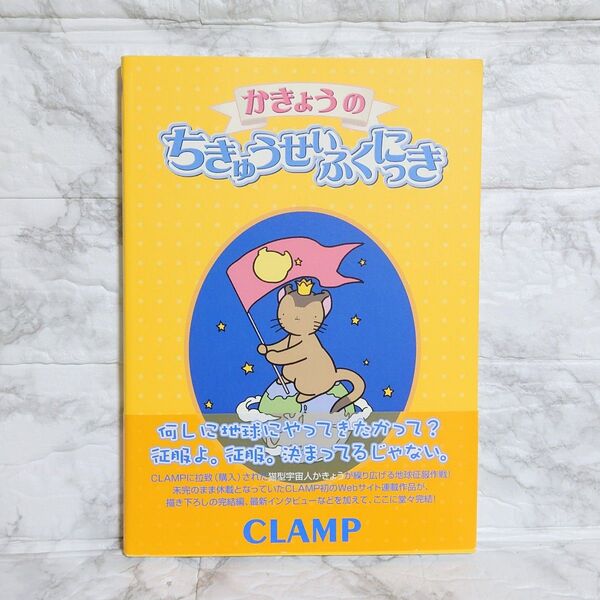 かきょうの
ちきゅうせいふくにっき
何しに地球にやってきたかって?
征服よ。征服。決まってるじゃない。
CLAMPに拉致(購入)された猫型宇宙人かきょうが繰り広げる地球征服作戦!
未完のまま休載となっていたCLAMP初のWebサイト連載作品が、
描き下ろしの完結編、最新インタビューなどを加えて、ここに堂々完結!
CLAMP